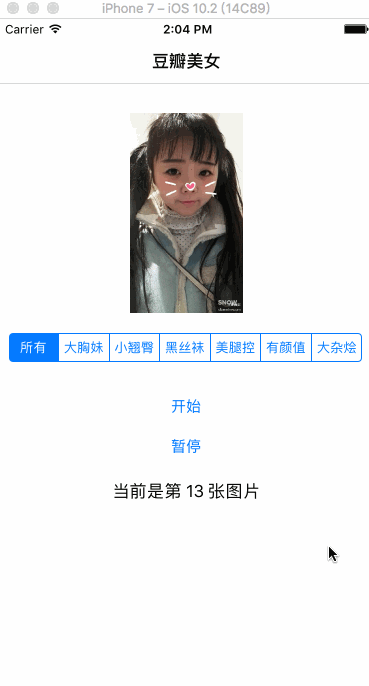 iPhone 7 – iOS 10.2 (14C89)
Carrier 2:04 PM
豆瓣美女
SNOW
所有 大胸妹 小翘臀 黑丝袜 美腿控 有颜值 大杂烩
开始
暂停
当前是第 13 张图片